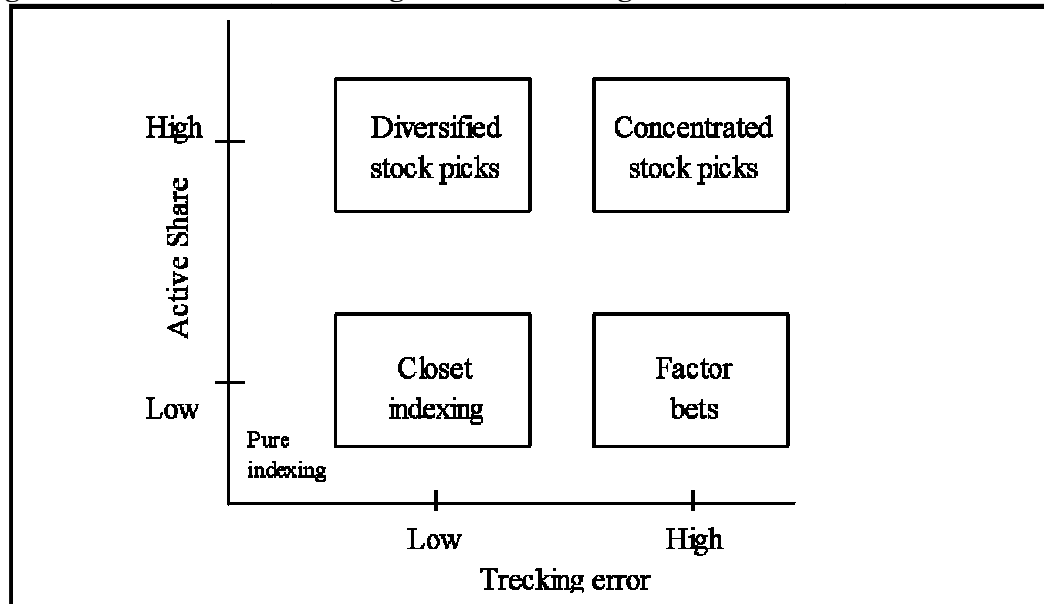 High
Diversified
stock picks
Concentrated
stock picks
Active Share
Closet
indexing
Factor
bets
Low
Pure
indexing
Low
High
Trecking error